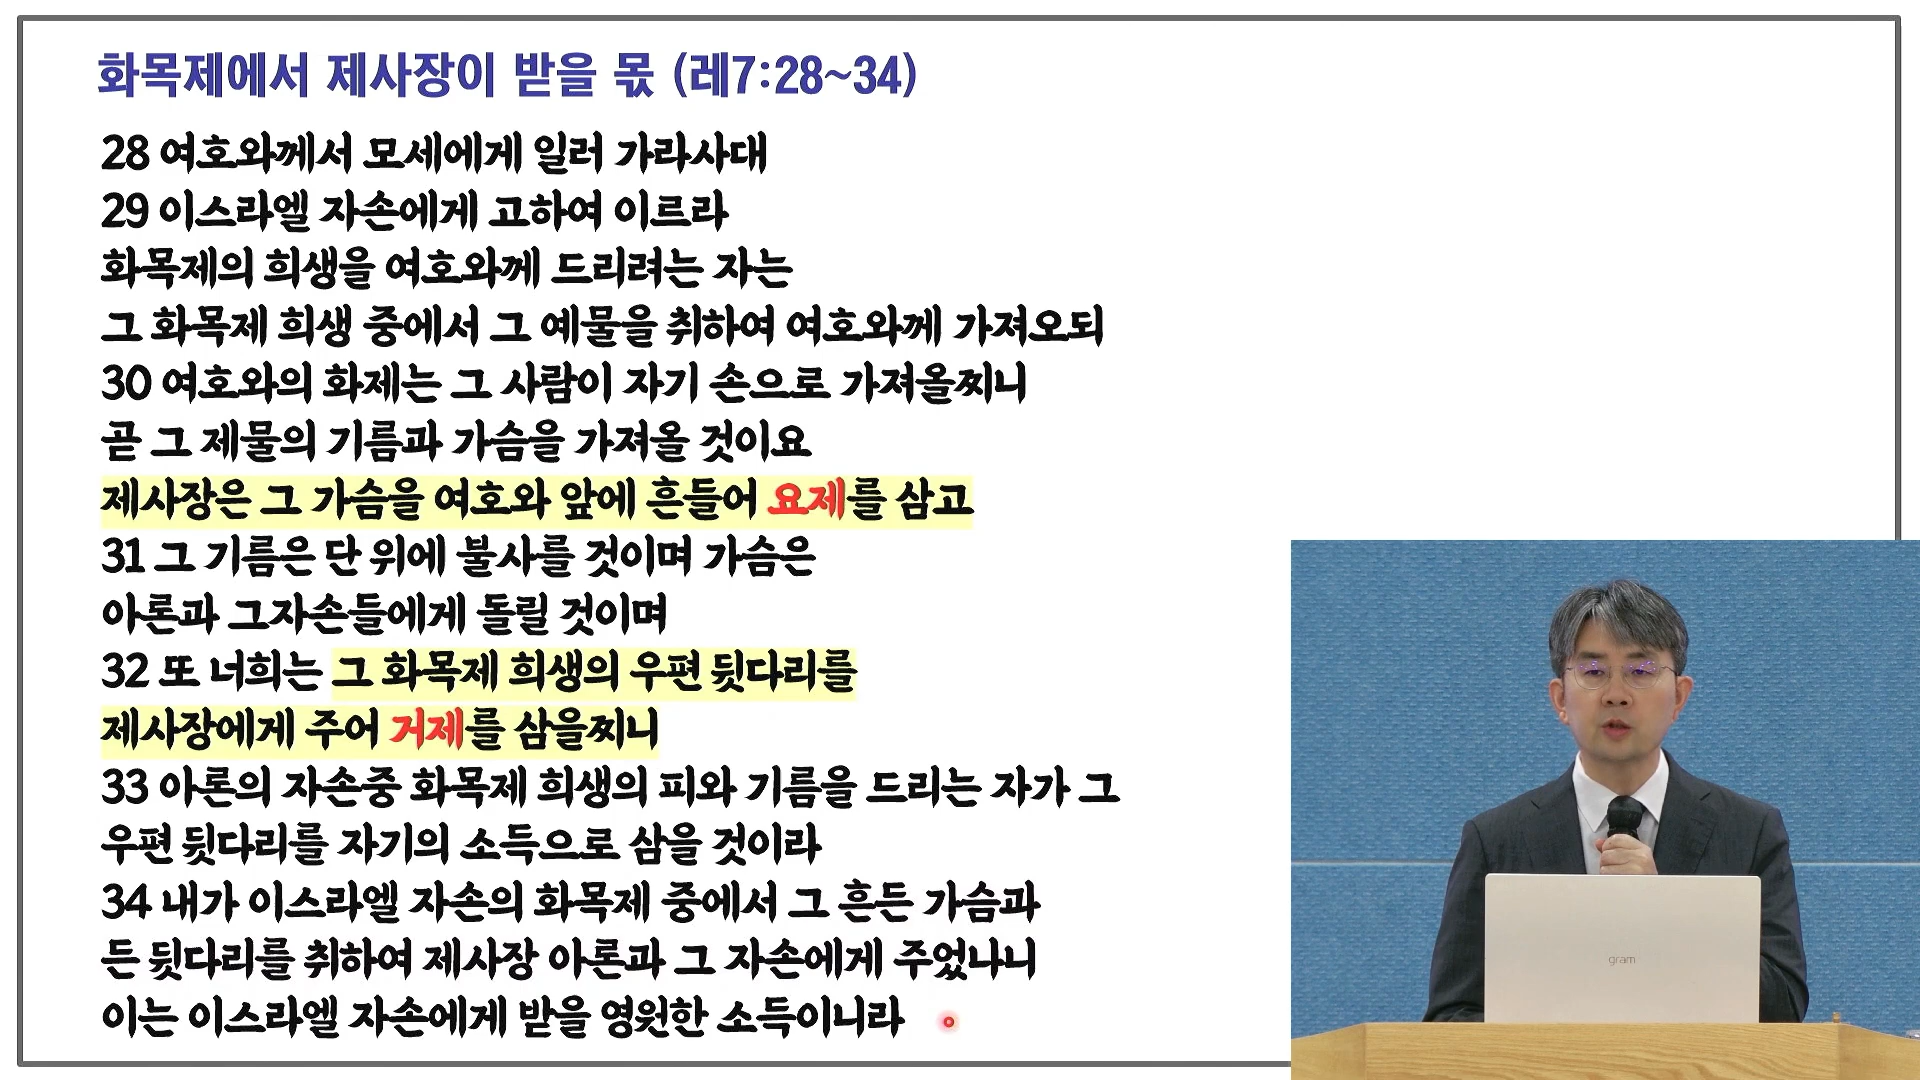 화목제에서 제사장이 받을 몫 (레7:28~34)
28 여호와께서 모세에게 일러 가라사대
29 이스라엘 자손에게 고하여 이르라
화목제의 희생을 여호와께 드리려는 자는
그 화목제 희생 중에서 그 예물을 취하여 여호와께 가져오되
30 여호와의 화제는 그 사람이 자기 손으로 가져올찌니
곧 그 제물의 기름과 가슴을 가져올 것이요
제사장은 그 가슴을 여호와 앞에 흔들어 요제를 삼고
31 그 기름은 단 위에 불사를 것이며 가슴은
아론과 그자손들에게 돌릴 것이며
32 또 너희는 그 화목제 희생의 우편 뒷다리를
제사장에게 주어 거제를 삼을찌니
33 아론의 자손중 화목제 희생의 피와 기름을 드리는 자가 그
우편 뒷다리를 자기의 소득으로 삼을 것이라
34 내가 이스라엘 자손의 화목제 중에서 그 흔든 가슴과
든 뒷다리를 취하여 제사장 아론과 그 자손에게 주었나니
이는 이스라엘 자손에게 받을 영원한 소득이니라
gram